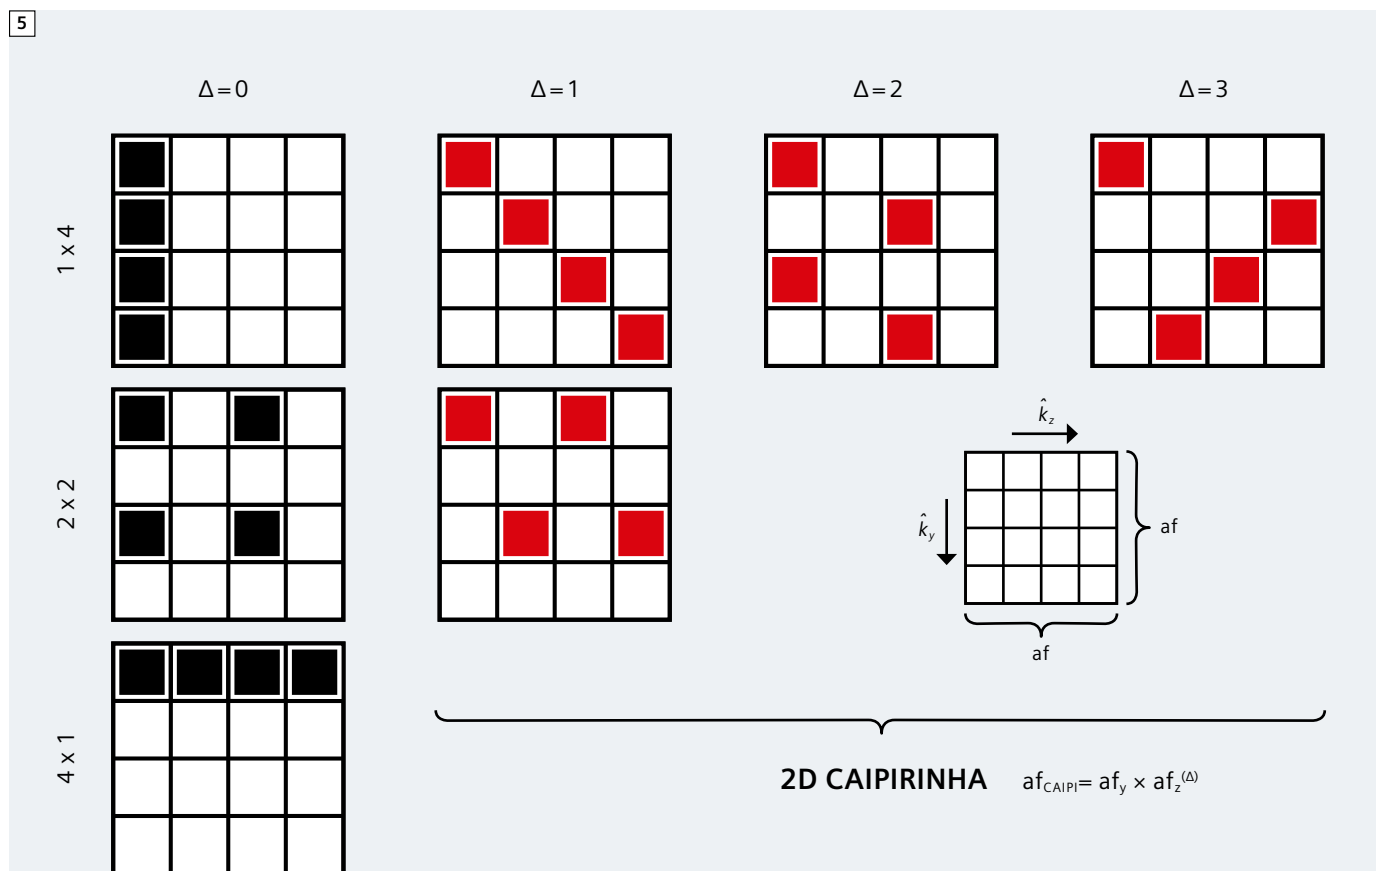 5
Δ=0 Δ=1 Δ=2 Δ=3
1 x 4
2 x 2
k̂z
k̂y
af
af
4 x 1
2D CAIPIRINHA afCAIPI= afy × afz(Δ)